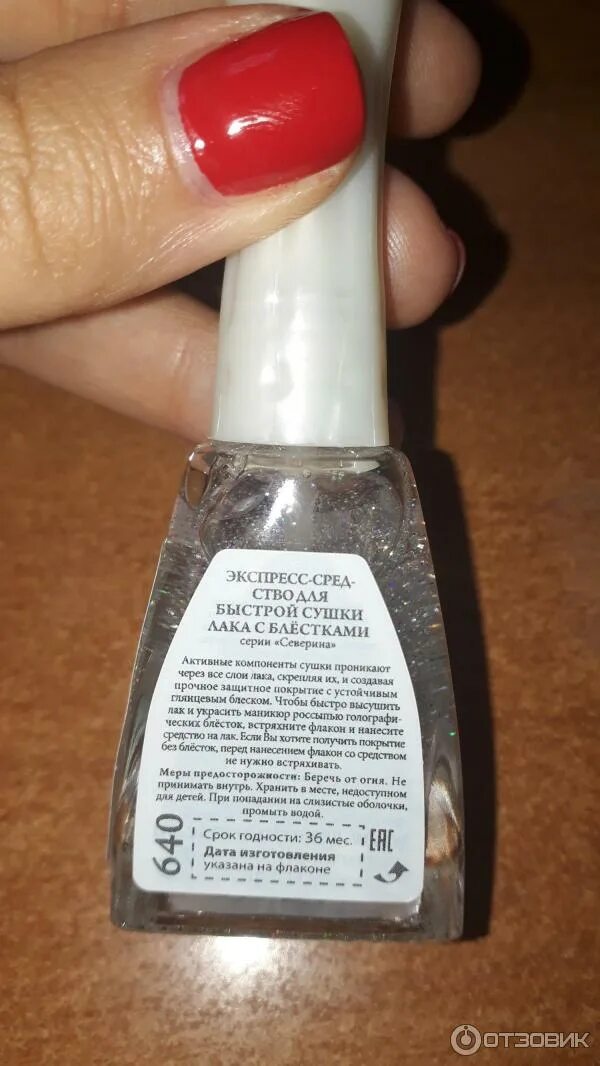 ЭКСПРЕСС-СРЕД-
СТВО ДЛЯ
БЫСТРОЙ СУШКИ
ЛАКА С БЛЁСТКАМИ
серии «Северина»
Активные компоненты сушки проникают
через все слои лака, скрепляя их, и создавая
прочное защитное покрытие с устойчивым
глянцевым блеском. Чтобы быстро высушить
лак и украсить маникюр россыпью голографи-
ческих блёсток, встряхните флакон и нанесите
средство на лак. Если Вы хотите получить покрытие
без блёсток, перед нанесением флакон со средством
не нужно встряхивать.
Меры предосторожности: Беречь от огня. Не
принимать внутрь. Хранить в месте, недоступном
для детей. При попадании на слизистые оболочки,
промыть водой.
640
Срок годности: 36 мес.
Дата изготовления
указана на флаконе
EAC
ОТЗОВИК